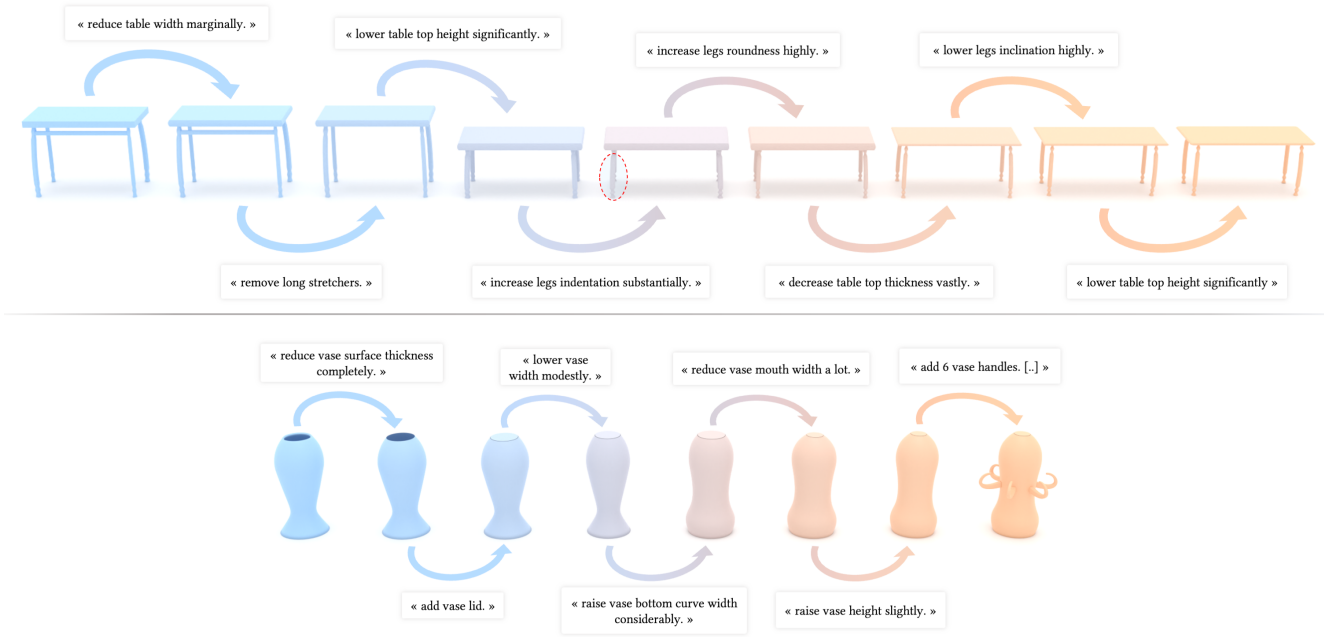 « reduce table width marginally. »
« lower table top height significantly. »
« increase legs roundness highly. »
« lower legs inclination highly. »
« remove long stretchers. »
« increase legs indentation substantially. »
« decrease table top thickness vastly. »
« lower table top height significantly »
« reduce vase surface thickness
completely. »
« lower vase
width modestly. »
« reduce vase mouth width a lot. »
« add 6 vase handles. [..] »
« add vase lid. »
« raise vase bottom curve width
considerably. »
« raise vase height slightly. »